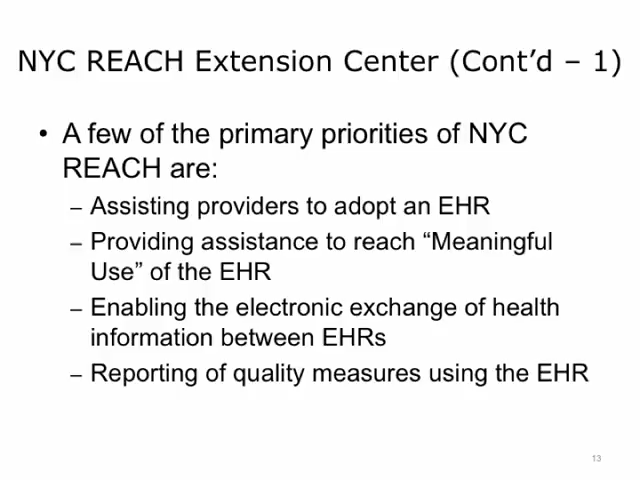 NYC REACH Extension Center (Cont’d – 1)
• A few of the primary priorities of NYC
REACH are:
– Assisting providers to adopt an EHR
– Providing assistance to reach “Meaningful
Use” of the EHR
– Enabling the electronic exchange of health
information between EHRs
– Reporting of quality measures using the EHR
13